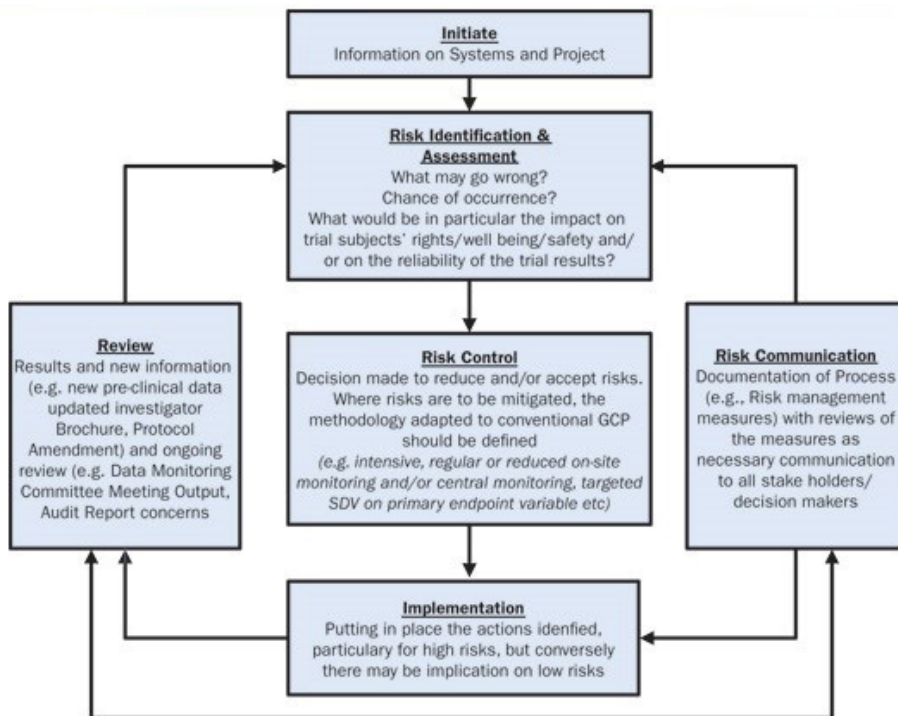 Initiate
Information on Systems and Project
Risk Identification &
Assessment
What may go wrong?
Chance of occurrence?
What would be in particular the impact on
trial subjects' rights/well being/safety and/
or on the reliability of the trial results?
Review
Results and new information
(e.g. new pre-clinical data
updated investigator
Brochure, Protocol
Amendment) and ongoing
review (e.g. Data Monitoring
Committee Meeting Output,
Audit Report concerns
Risk Control
Decision made to reduce and/or accept risks.
Where risks are to be mitigated, the
methodology adapted to conventional GCP
should be defined
(e.g. intensive, regular or reduced on-site
monitoring and/or central monitoring, targeted
SDV on primary endpoint variable etc)
Risk Communication
Documentation of Process
(e.g., Risk management
measures) with reviews of
the measures as
necessary communication
to all stake holders/
decision makers
Implementation
Putting in place the actions idenfied,
particulary for high risks, but conversely
there may be implication on low risks